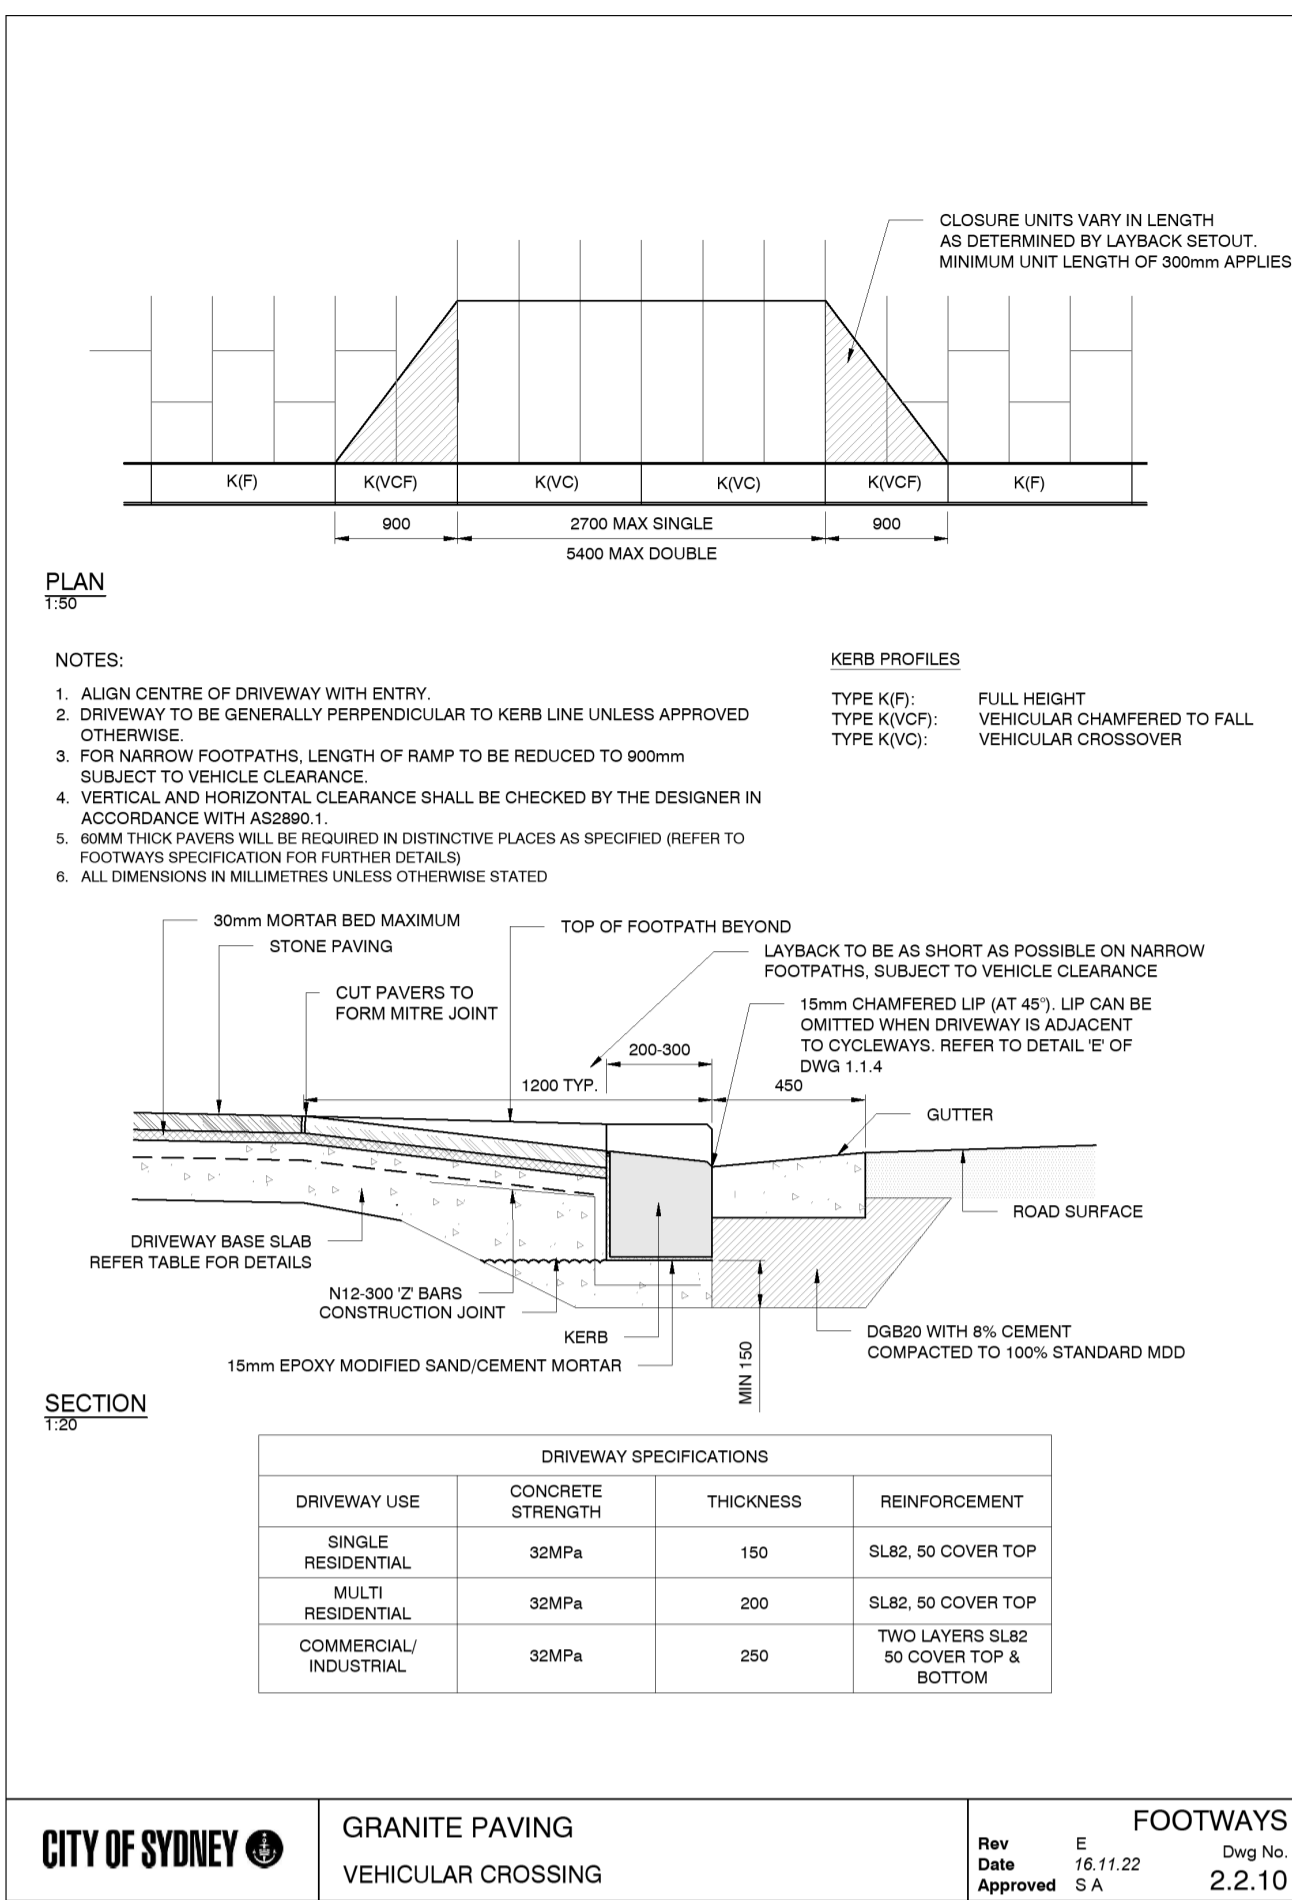 CLOSURE UNITS VARY IN LENGTH
AS DETERMINED BY LAYBACK SETOUT.
MINIMUM UNIT LENGTH OF 300mm APPLIES
K(F)
K(VCF)
K(VC)
K(VC)
K(VCF)
K(F)
900
2700 MAX SINGLE
900
5400 MAX DOUBLE
PLAN
1:50
NOTES:
1. ALIGN CENTRE OF DRIVEWAY WITH ENTRY.
2. DRIVEWAY TO BE GENERALLY PERPENDICULAR TO KERB LINE UNLESS APPROVED
OTHERWISE.
3. FOR NARROW FOOTPATHS, LENGTH OF RAMP TO BE REDUCED TO 900mm
SUBJECT TO VEHICLE CLEARANCE.
4. VERTICAL AND HORIZONTAL CLEARANCE SHALL BE CHECKED BY THE DESIGNER IN
ACCORDANCE WITH AS2890.1.
5. 60MM THICK PAVERS WILL BE REQUIRED IN DISTINCTIVE PLACES AS SPECIFIED (REFER TO
FOOTWAYS SPECIFICATION FOR FURTHER DETAILS)
6. ALL DIMENSIONS IN MILLIMETRES UNLESS OTHERWISE STATED
KERB PROFILES
TYPE K(F): FULL HEIGHT
TYPE K(VCF): VEHICULAR CHAMFERED TO FALL
TYPE K(VC): VEHICULAR CROSSOVER
30mm MORTAR BED MAXIMUM
STONE PAVING
CUT PAVERS TO
FORM MITRE JOINT
TOP OF FOOTPATH BEYOND
LAYBACK TO BE AS SHORT AS POSSIBLE ON NARROW
FOOTPATHS, SUBJECT TO VEHICLE CLEARANCE
15mm CHAMFERED LIP (AT 45°). LIP CAN BE
OMITTED WHEN DRIVEWAY IS ADJACENT
TO CYCLEWAYS. REFER TO DETAIL 'E' OF
DWG 1.1.4
200-300
1200 TYP.
450
GUTTER
ROAD SURFACE
DRIVEWAY BASE SLAB
REFER TABLE FOR DETAILS
N12-300 'Z' BARS
CONSTRUCTION JOINT
KERB
15mm EPOXY MODIFIED SAND/CEMENT MORTAR
MIN 150
DGB20 WITH 8% CEMENT
COMPACTED TO 100% STANDARD MDD
SECTION
1:20
DRIVEWAY SPECIFICATIONS
DRIVEWAY USE
CONCRETE
STRENGTH
THICKNESS
REINFORCEMENT
SINGLE
RESIDENTIAL
32MPa
150
SL82, 50 COVER TOP
MULTI
RESIDENTIAL
32MPa
200
SL82, 50 COVER TOP
COMMERCIAL/
INDUSTRIAL
32MPa
250
TWO LAYERS SL82
50 COVER TOP &
BOTTOM
CITY OF SYDNEY
GRANITE PAVING
VEHICULAR CROSSING
FOOTWAYS
Rev E
Date 16.11.22
Approved S A
Dwg No.
2.2.10